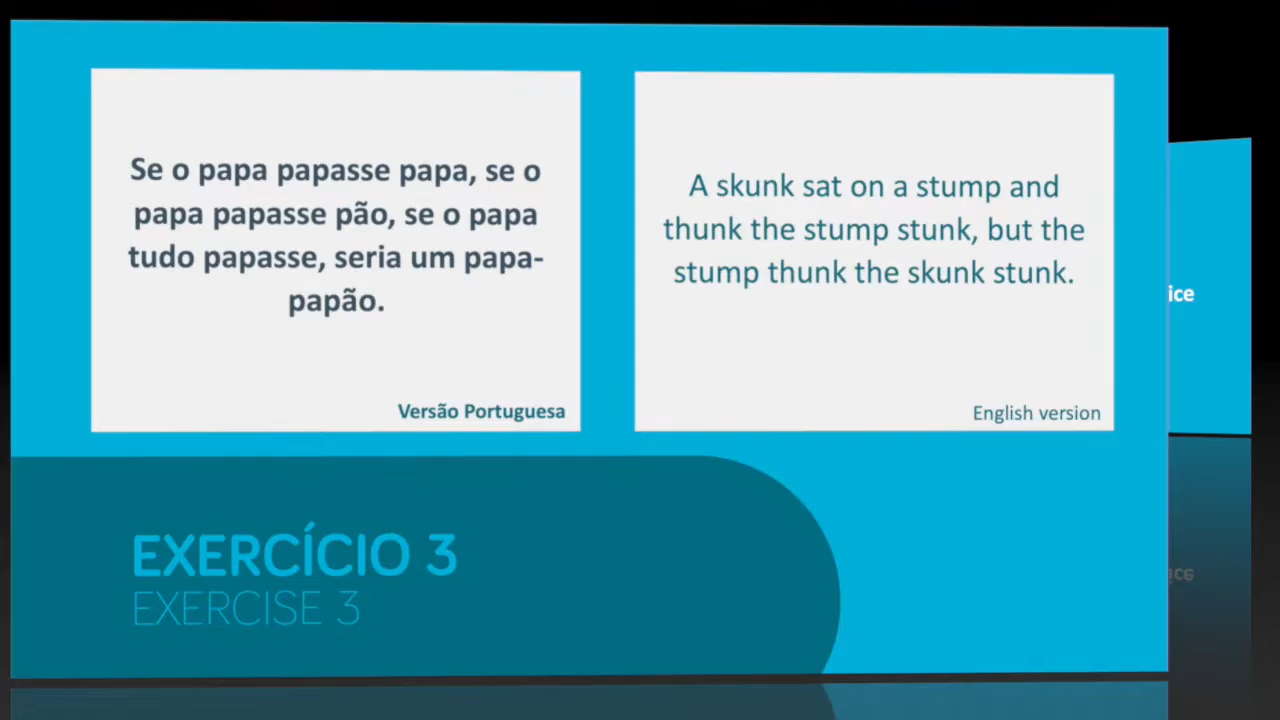 Se o papa papasse papa, se o
papa papasse pão, se o papa
tudo papasse, seria um papa-
papão.
Versão Portuguesa
A skunk sat on a stump and
thunk the stump stunk, but the
stump thunk the skunk stunk.
English version
EXERCÍCIO 3
EXERCISE 3